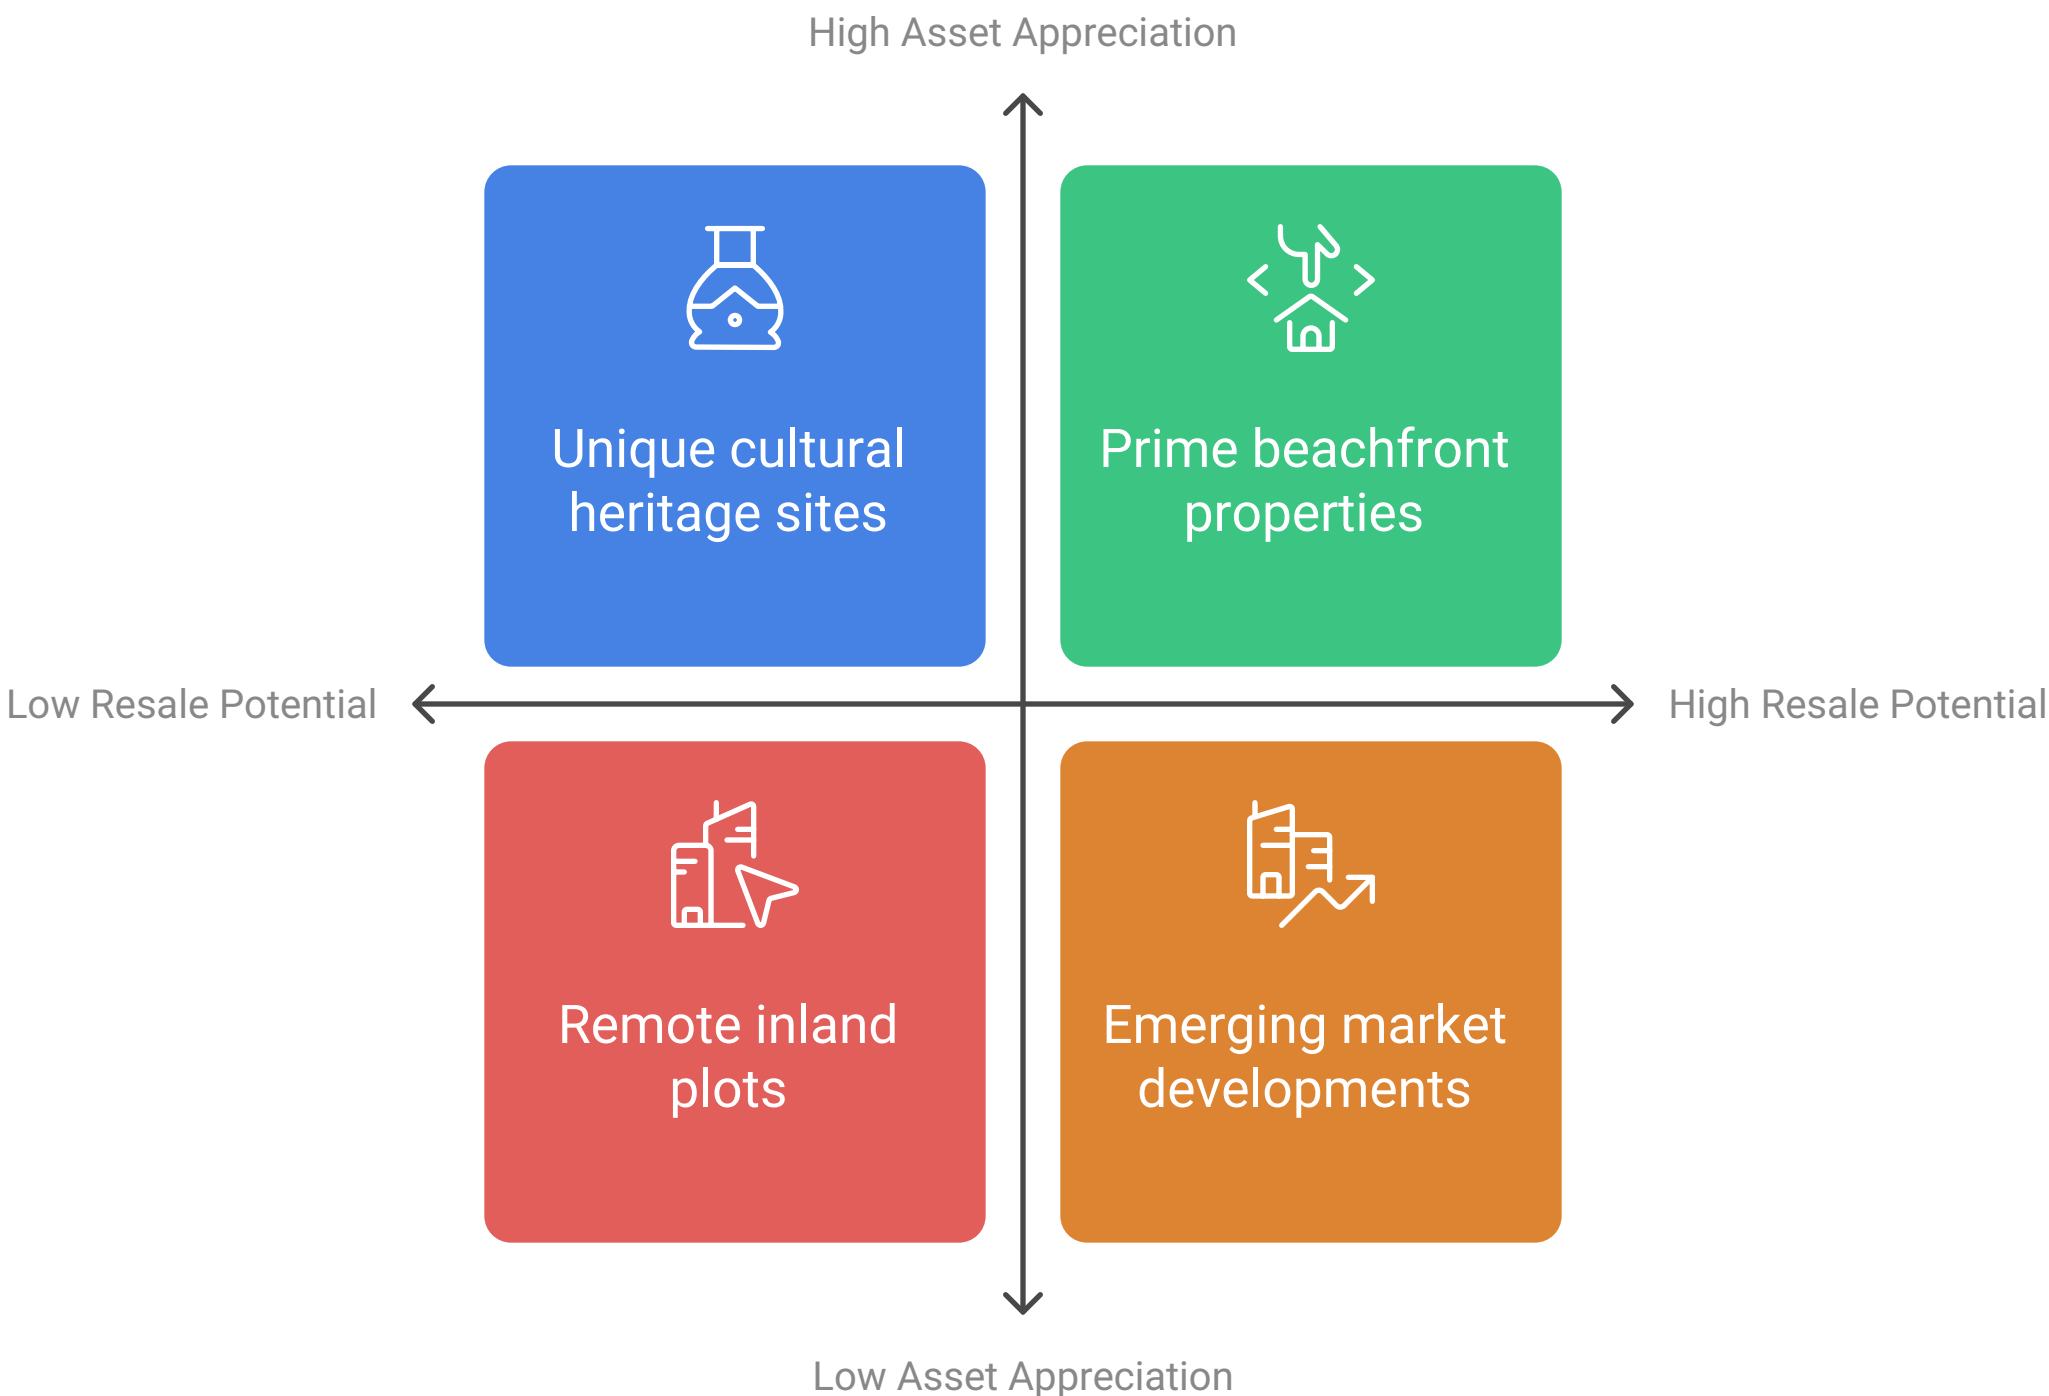 High Asset Appreciation
Unique cultural
heritage sites
Prime beachfront
properties
Low Resale Potential
High Resale Potential
Remote inland
plots
Emerging market
developments
Low Asset Appreciation